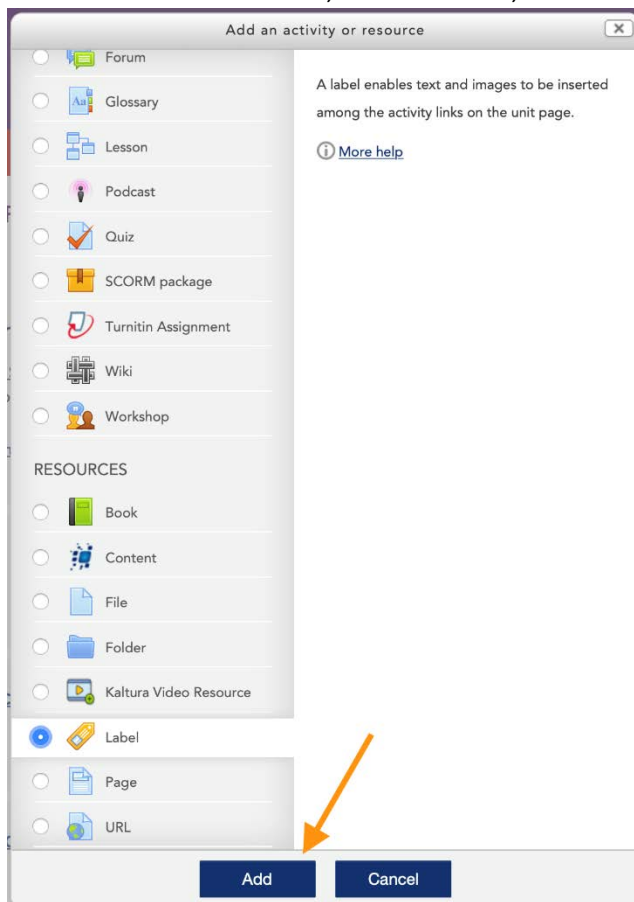 Add an activity or resource
Forum
Glossary
Lesson
Podcast
Quiz
SCORM package
Turnitin Assignment
Wiki
Workshop
RESOURCES
Book
Content
File
Folder
Kaltura Video Resource
Label
Page
URL
A label enables text and images to be inserted
among the activity links on the unit page.
More help
Add
Cancel